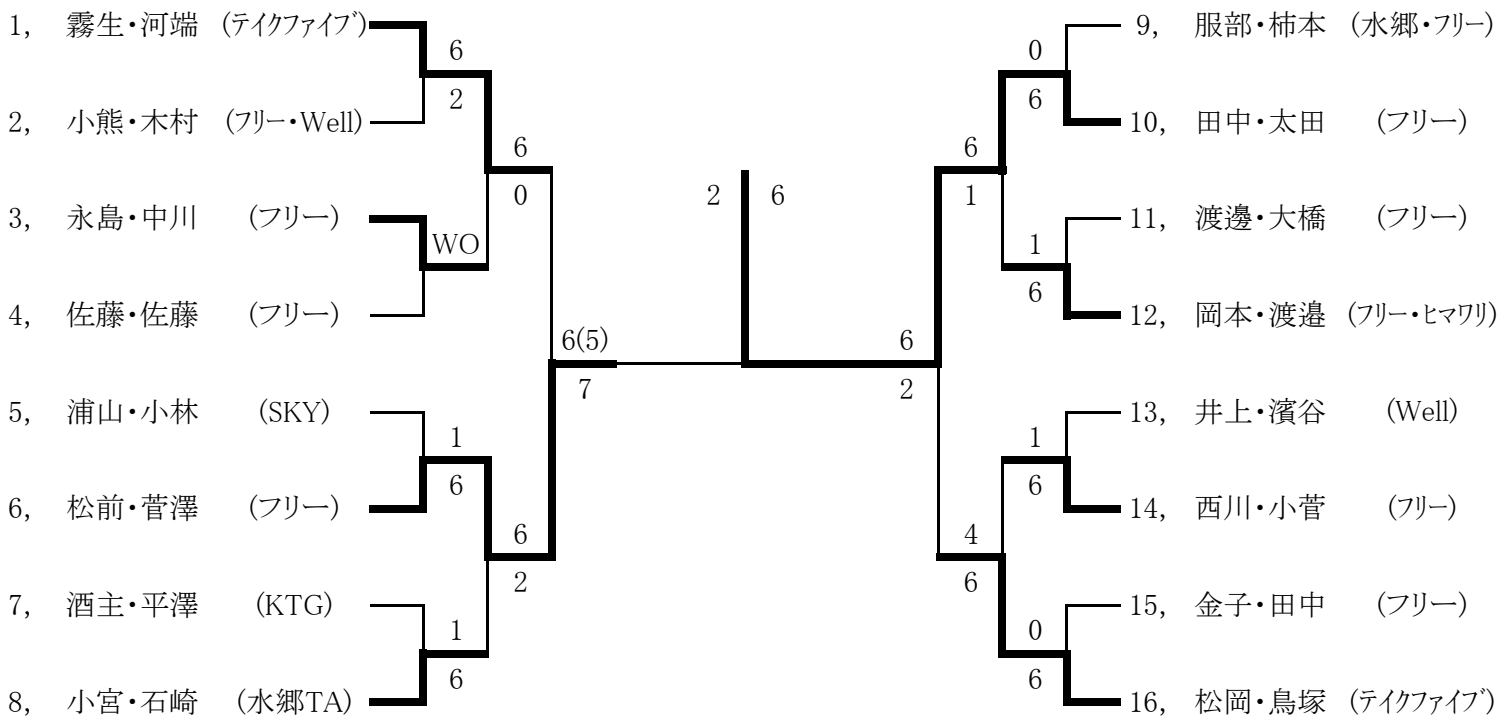 1, 霧生・河端 (テイクファイブ)
6
2
2, 小熊・木村 (フリー・Well)
6
0
3, 永島・中川 (フリー)
WO
4, 佐藤・佐藤 (フリー)
6(5)
7
5, 浦山・小林 (SKY)
1
6
6, 松前・菅澤 (フリー)
6
2
7, 酒主・平澤 (KTG)
1
6
8, 小宮・石崎 (水郷TA)
2 6
9, 服部・柿本 (水郷・フリー)
0
6
10, 田中・太田 (フリー)
6
1
11, 渡邊・大橋 (フリー)
1
6
12, 岡本・渡邉 (フリー・ヒマワリ)
6
2
13, 井上・濱谷 (Well)
1
6
14, 西川・小菅 (フリー)
4
6
15, 金子・田中 (フリー)
0
6
16, 松岡・鳥塚 (テイクファイブ)